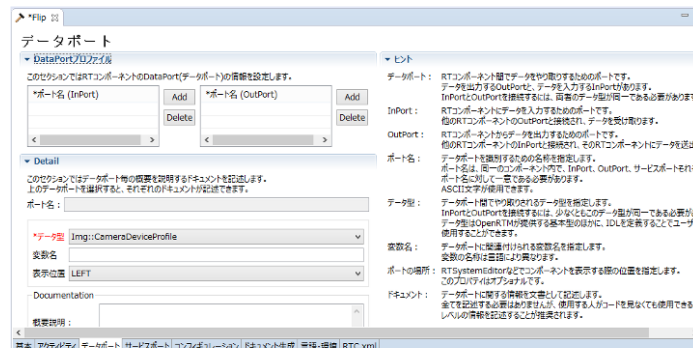 *Flip
データポート
DataPortプロファイル
このセクションではRTコンポーネントのDataPort(データポート)の情報を設定します。
*ポート名 (InPort)
Add
Delete
*ポート名 (OutPort)
Add
Delete
Detail
このセクションではデータポート毎の概要を説明するドキュメントを記述します。
上のデータポートを選択すると、それぞれのドキュメントが記述できます。
ポート名：
*データ型 Img::CameraDeviceProfile
変数名
表示位置 LEFT
Documentation
概要説明：
ヒント
データポート： RTコンポーネント間でデータをやり取りするためのポートです。
データを出力するOutPortと、データを入力するInPortがあります。
InPortとOutPortを接続するには、両者のデータ型が同一である必要があります
InPort： RTコンポーネントにデータを入力するためのポートです。
他のRTコンポーネントのOutPortと接続され、データを受け取ります。
OutPort： RTコンポーネントからデータを出力するためのポートです。
他のRTコンポーネントのInPortと接続され、そのRTコンポーネントにデータを送出
ポート名： データポートを識別するための名称を指定します。
ポート名は、同一のコンポーネント内で、InPort、OutPort、サービスポートそれぞ
ポート名に対して一意である必要があります。
ASCII文字が使用できます。
データ型： データポート間でやり取りされるデータ型を指定します。
InPortとOutPortを接続するには、少なくともこのデータ型が同一である必要が
データ型はOpenRTMが提供する基本型のほかに、IDLを定義することでユーザ
使用することができます。
変数名： データポートに関連付けられる変数名を指定します。
変数の名称は言語により異なります。
ポートの場所： RTSystemEditorなどでコンポーネントを表示する際の位置を指定します。
このプロパティはオプショナルです。
ドキュメント： データポートに関する情報を文書として記述します。
全てを記述する必要はありませんが、使用する人がコードを見なくても使用できる
レベルの情報を記述することが推奨されます。
基本 アクティビティ データポート サービスポート コンフィギュレーション ドキュメント生成 言語・環境 RTC.xml